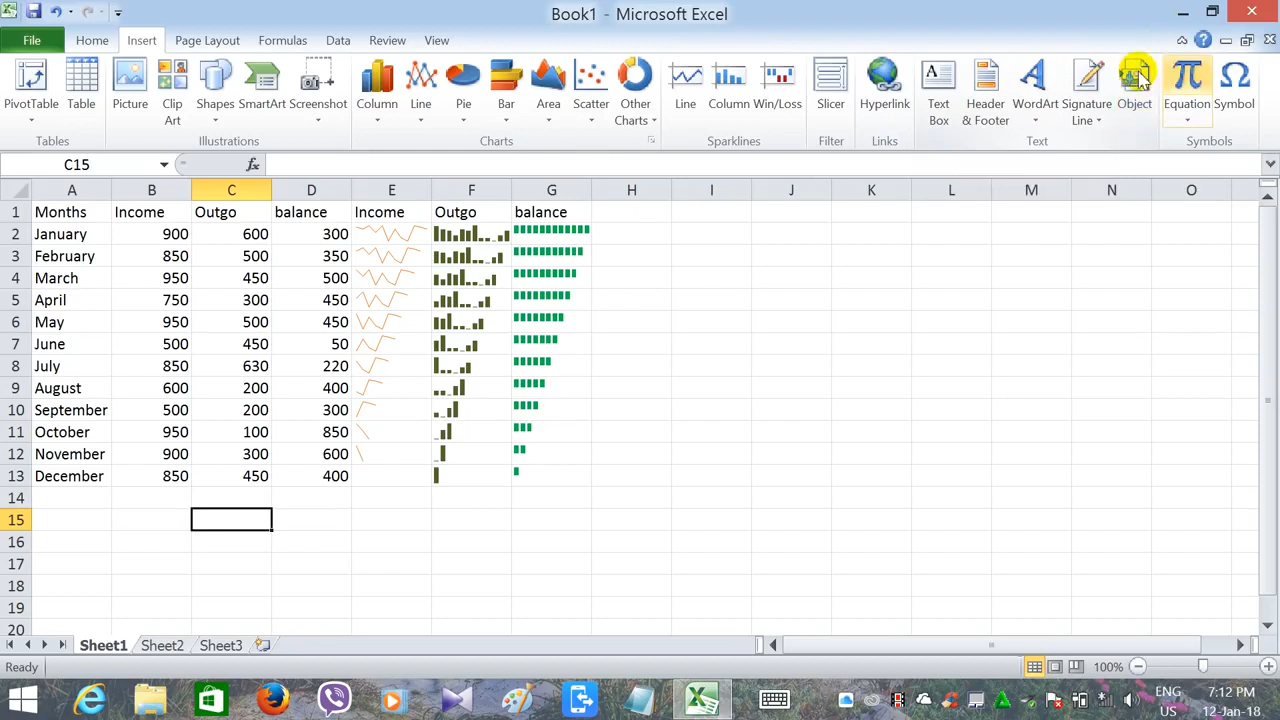 Book1 - Microsoft Excel
File Home Insert Page Layout Formulas Data Review View
PivotTable Table Picture Clip Art Shapes SmartArt Screenshot Column Line Pie Bar Area Scatter Other Charts Line Column Win/Loss Slicer Hyperlink Text Box Header & Footer WordArt Signature Line Object Equation Symbol
Tables Illustrations Charts Sparklines Filter Links Text Symbols
C15 fx
A B C D E F G H I J K L M N O
1 Months Income Outgo balance Income Outgo balance
2 January 900 600 300
3 February 850 500 350
4 March 950 450 500
5 April 750 300 450
6 May 950 500 450
7 June 500 450 50
8 July 850 630 220
9 August 600 200 400
10 September 500 200 300
11 October 950 100 850
12 November 900 300 600
13 December 850 450 400
14
15
16
17
18
19
20
Sheet1 Sheet2 Sheet3
Ready 100%
ENG 7:12 PM
US 12-Jan-18